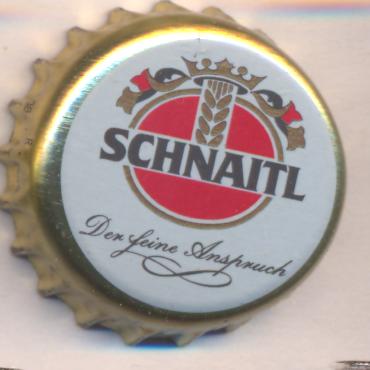 SCHNAITL
Der feine Anspruch